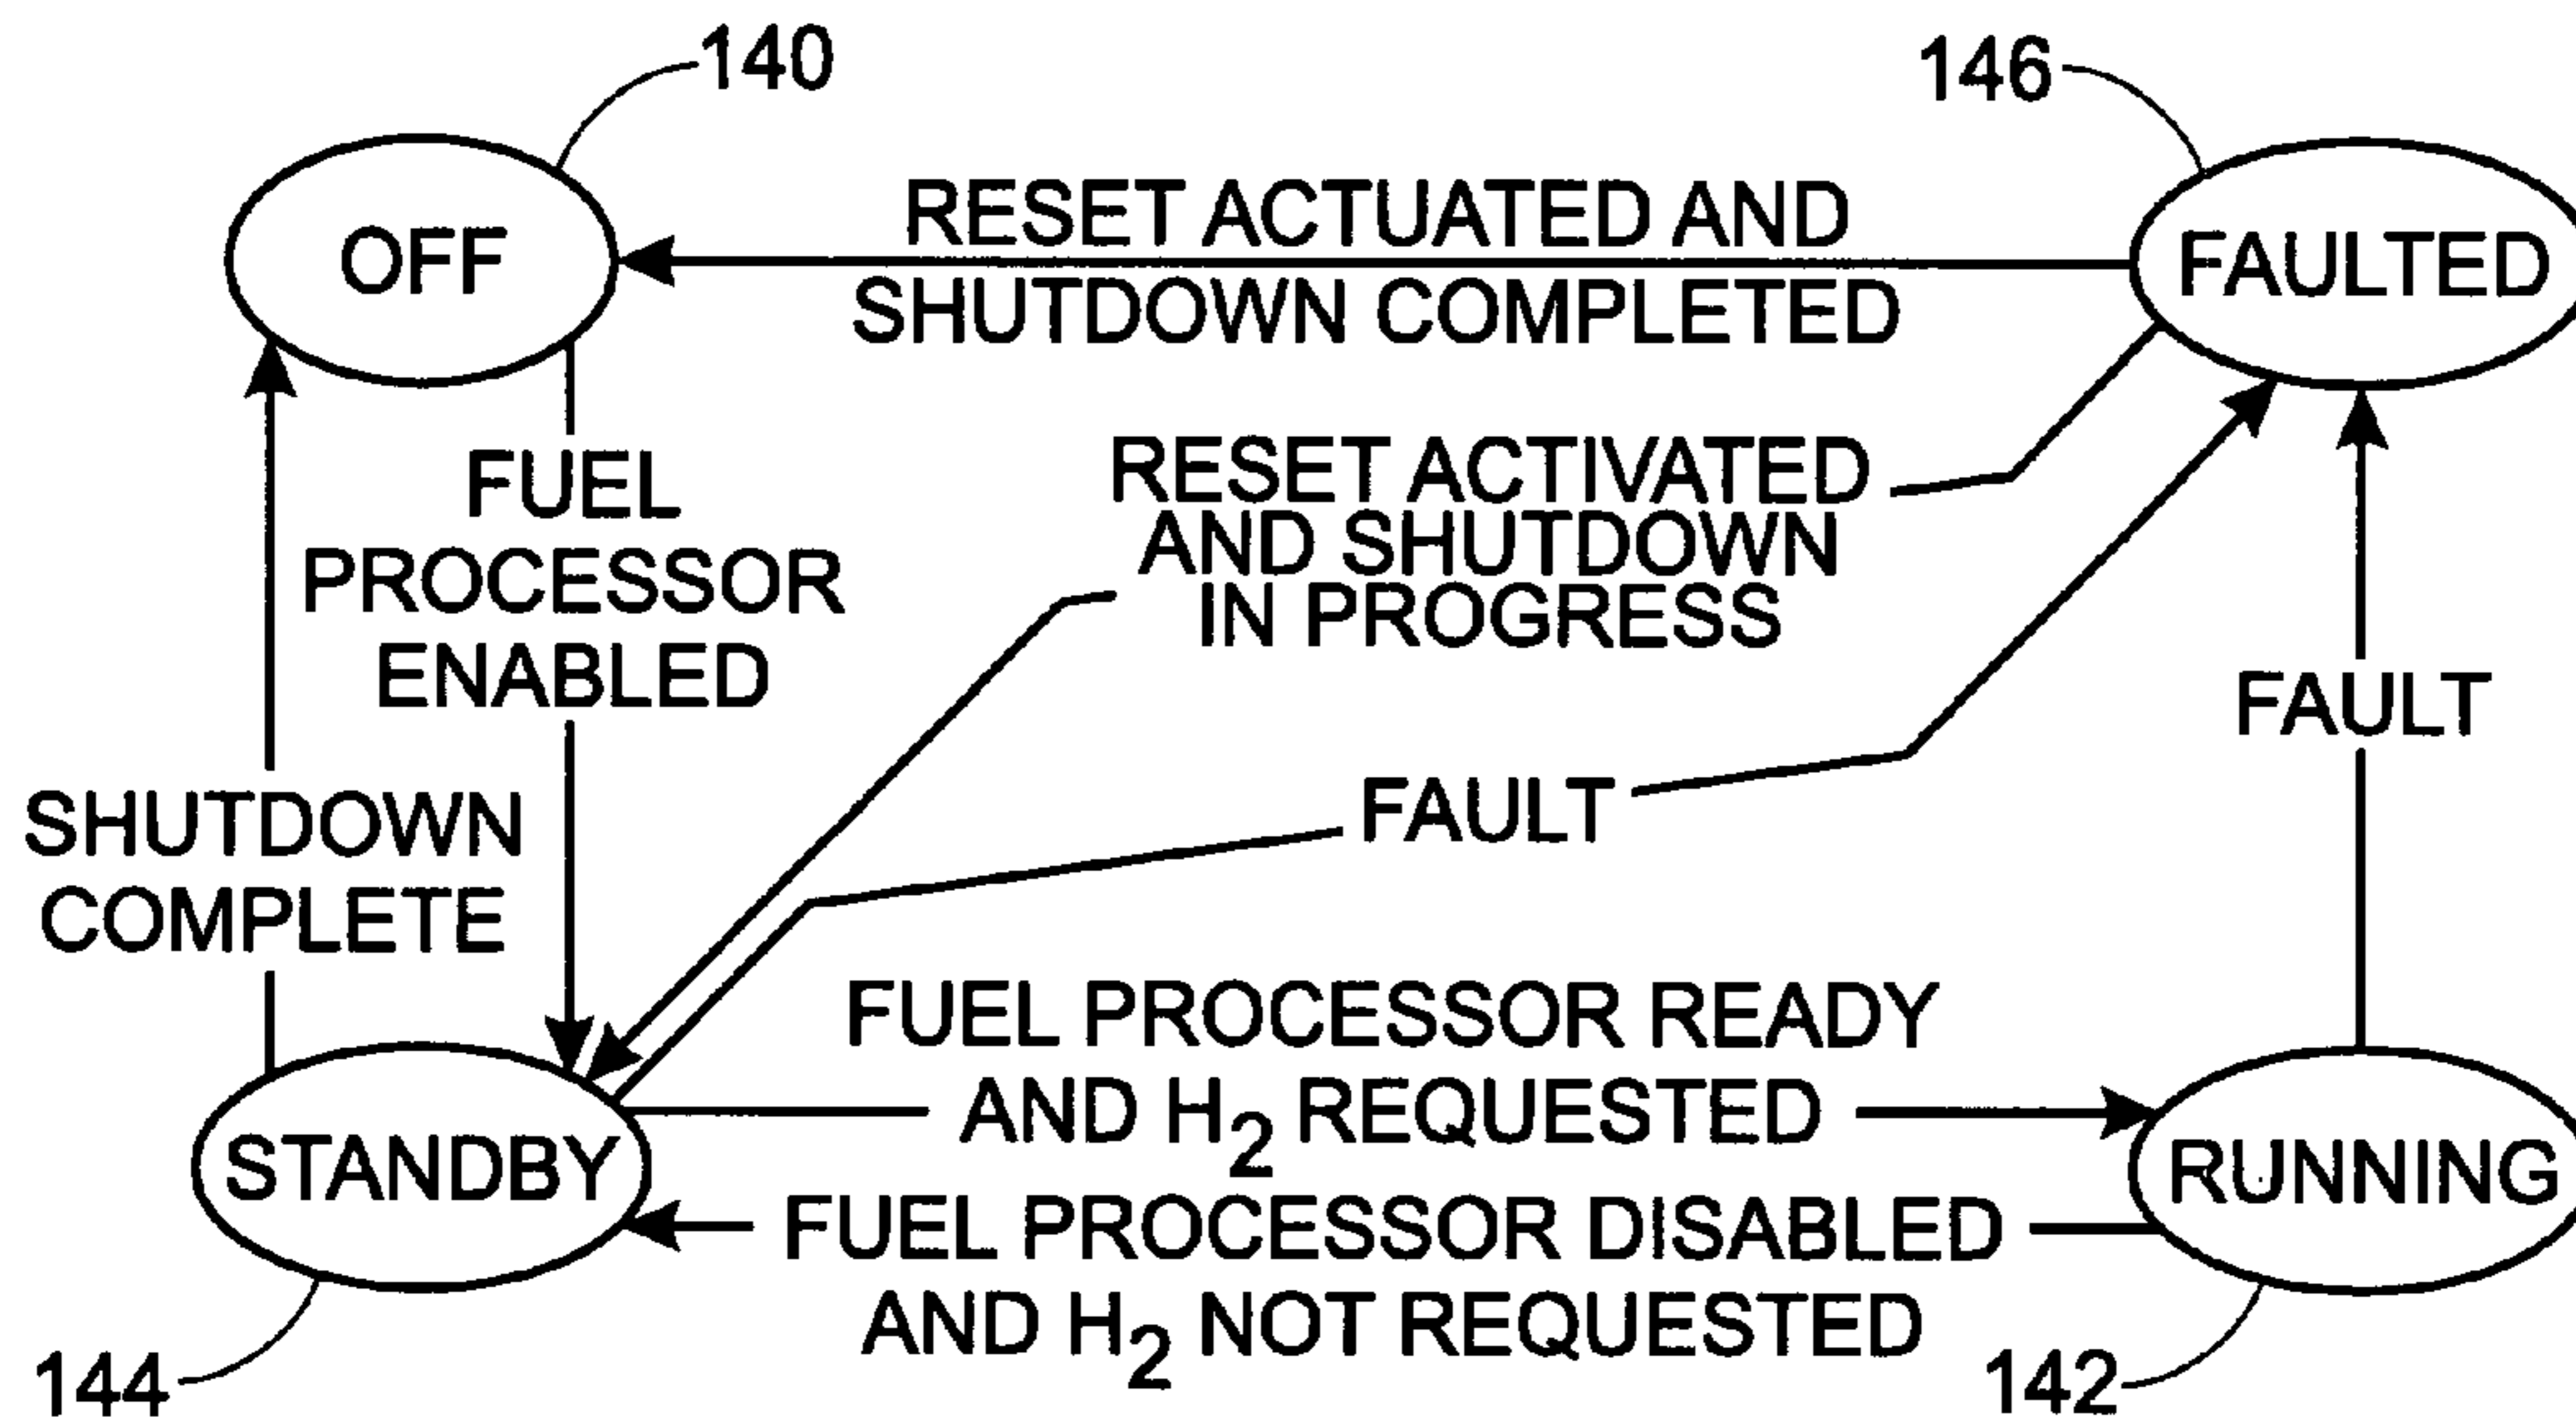 140
146
OFF
RESET ACTUATED AND
SHUTDOWN COMPLETED
FAULTED
FUEL
PROCESSOR
ENABLED
RESET ACTIVATED
AND SHUTDOWN
IN PROGRESS
FAULT
SHUTDOWN
COMPLETE
FAULT
FUEL PROCESSOR READY
AND H₂ REQUESTED
STANDBY
RUNNING
FUEL PROCESSOR DISABLED
AND H₂ NOT REQUESTED
144
142